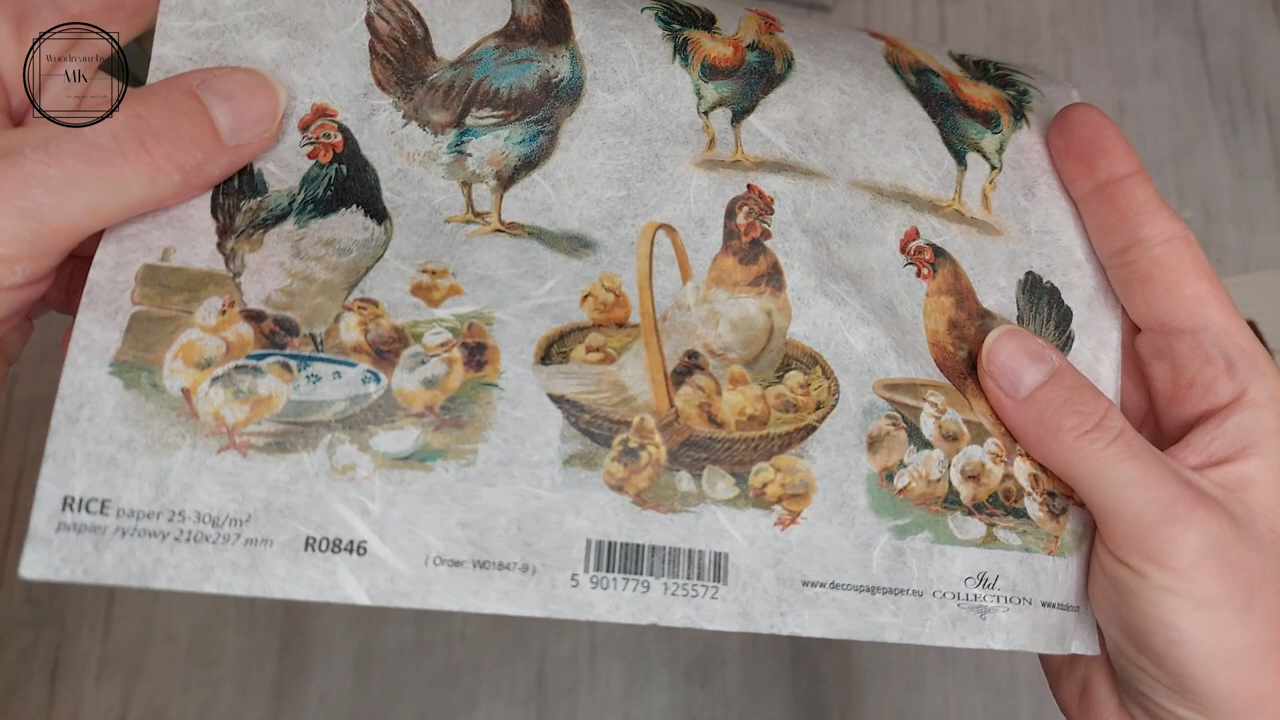 Woodream by
MK
RICE paper 25-30g/m²
papier ryżowy 210x297 mm
R0846
( Order: W01847-9 )
5 901779 125572
www.decoupagepaper.eu
Itd.
COLLECTION